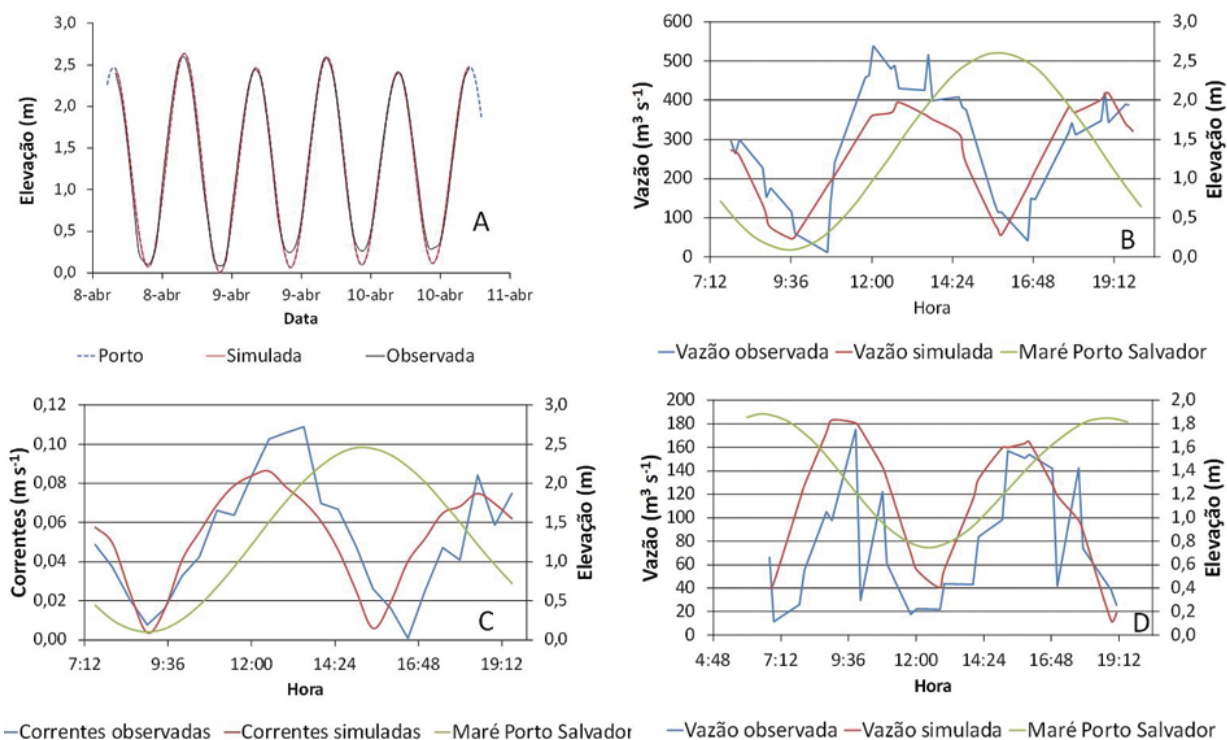 3,0
2,5
2,0
1,5
1,0
0,5
0,0
Elevação (m)
8-abr 8-abr 9-abr 9-abr 10-abr 10-abr 11-abr
Data
A
Porto Simulada Observada
600
500
400
300
200
100
0
Vazão (m³ s⁻¹)
3,0
2,5
2,0
1,5
1,0
0,5
0,0
Elevação (m)
7:12 9:36 12:00 14:24 16:48 19:12
Hora
B
Vazão observada Vazão simulada Maré Porto Salvador
0,12
0,10
0,08
0,06
0,04
0,02
0,00
Correntes (m s⁻¹)
3,0
2,5
2,0
1,5
1,0
0,5
0,0
Elevação (m)
7:12 9:36 12:00 14:24 16:48 19:12
Hora
C
Correntes observadas Correntes simuladas Maré Porto Salvador
200
180
160
140
120
100
80
60
40
20
0
Vazão (m³ s⁻¹)
2,0
1,8
1,6
1,4
1,2
1,0
0,8
0,6
0,4
0,2
0,0
Elevação (m)
4:48 7:12 9:36 12:00 14:24 16:48 19:12
Hora
D
Vazão observada Vazão simulada Maré Porto Salvador